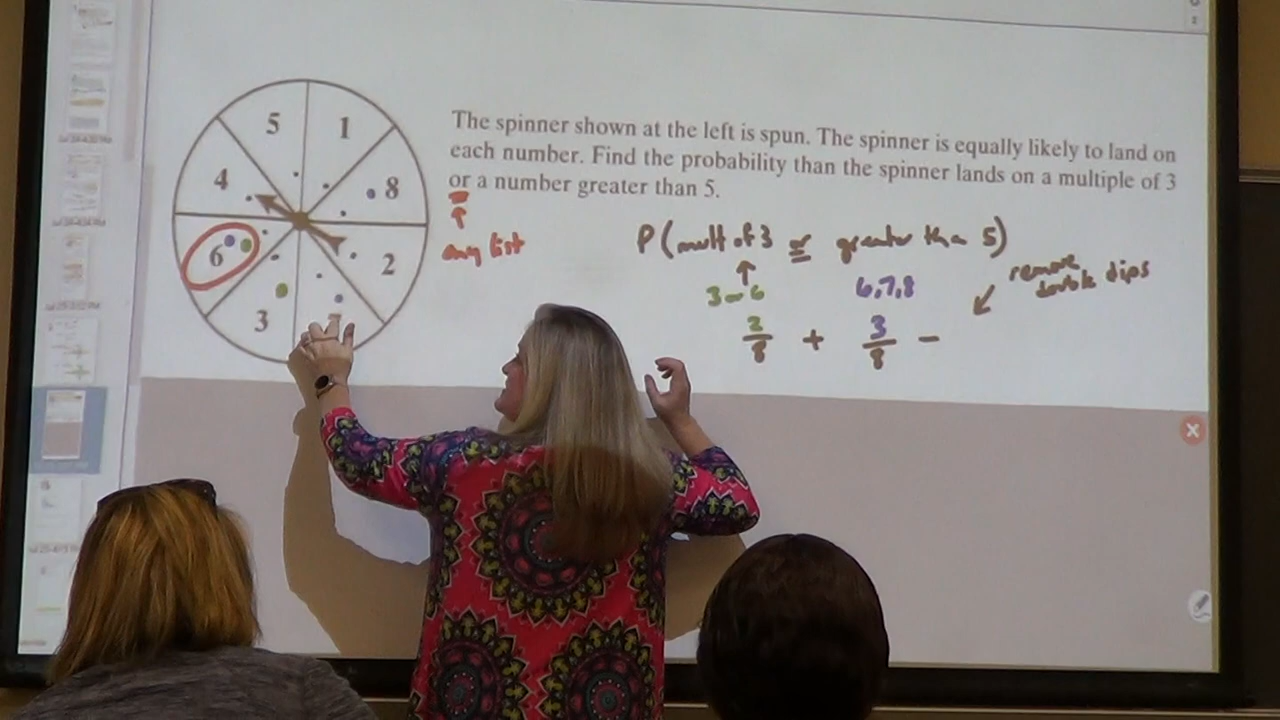 5 1
4 8
6 2
3
The spinner shown at the left is spun. The spinner is equally likely to land on
each number. Find the probability than the spinner lands on a multiple of 3
or a number greater than 5.
any list
P(mult of 3 or greater than 5)
remove
double dips
3 or 6 6,7,8
2/8 + 3/8 -